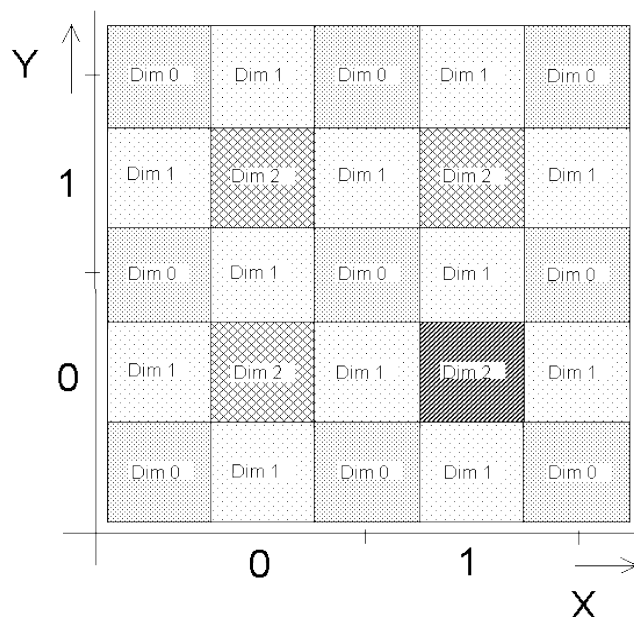 Y
Dim 0 Dim 1 Dim 0 Dim 1 Dim 0
1 Dim 1 Dim 2 Dim 1 Dim 2 Dim 1
Dim 0 Dim 1 Dim 0 Dim 1 Dim 0
0 Dim 1 Dim 2 Dim 1 Dim 2 Dim 1
Dim 0 Dim 1 Dim 0 Dim 1 Dim 0
0 1
X